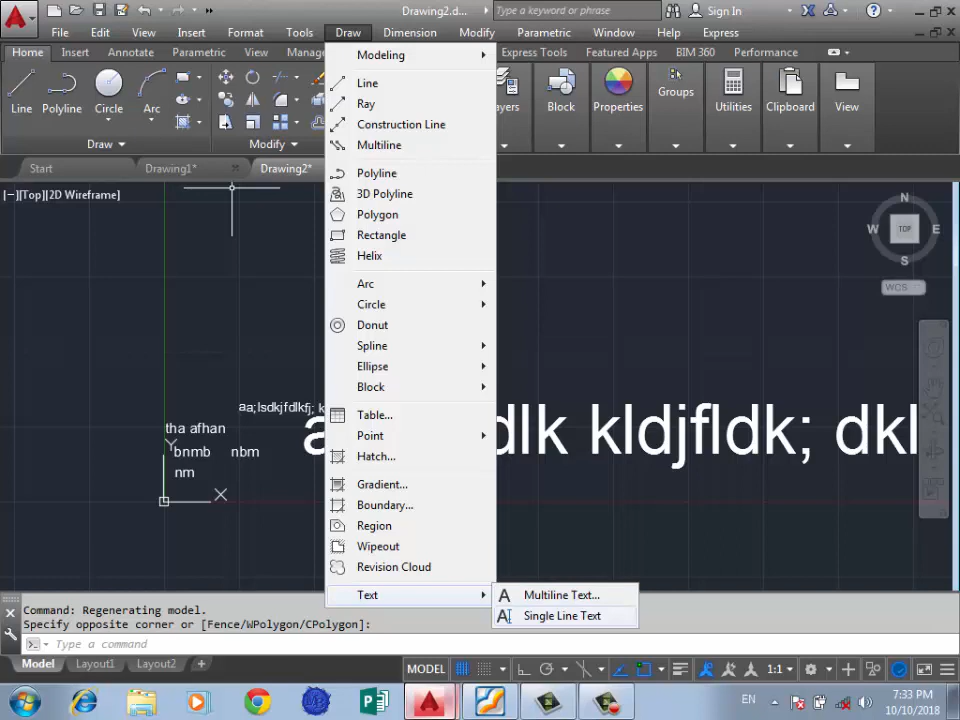 Drawing2.d...
Type a keyword or phrase
Sign In
File
Edit
View
Insert
Format
Tools
Draw
Dimension
Modify
Parametric
Window
Help
Express
Home
Insert
Annotate
Parametric
View
Manag
Express Tools
Featured Apps
BIM 360
Performance
Line
Polyline
Circle
Arc
ayers
Block
Properties
Groups
Utilities
Clipboard
View
Draw
Modify
Start
Drawing1*
Drawing2*
[−][Top][2D Wireframe]
Modeling
Line
Ray
Construction Line
Multiline
Polyline
3D Polyline
Polygon
Rectangle
Helix
Arc
Circle
Donut
Spline
Ellipse
Block
Table...
Point
Hatch...
Gradient...
Boundary...
Region
Wipeout
Revision Cloud
Text
Multiline Text...
Single Line Text
N
W
TOP
E
S
WCS
aa;lsdkjfdlkfj; k
a
dlk kldjfldk; dkl
tha afhan
Y
bnmb nbm
nm
X
Command: Regenerating model.
Specify opposite corner or [Fence/WPolygon/CPolygon]:
Type a command
Model
Layout1
Layout2
MODEL
1:1
EN
7:33 PM
10/10/2018